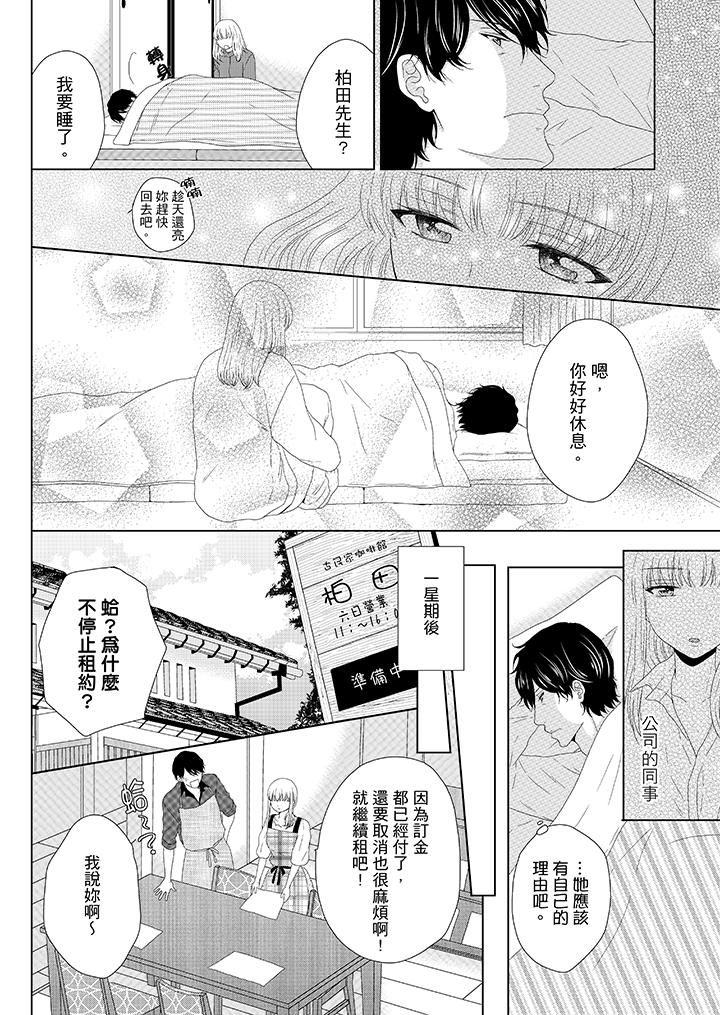 柏田先生？
轉身
我要睡了。
喃喃
趁天還亮
妳趕快
回去吧。
嗯，
你好好休息。
公司的同事
…她應該
有自己的
理由吧。
一星期後
古民家咖啡館
柏田
六日營業
準備中
蛤？為什麼
不停止租約？
因為訂金
都已經付了，
還要取消也很麻煩啊！
就繼續租吧！
蛤～？
我說妳啊～